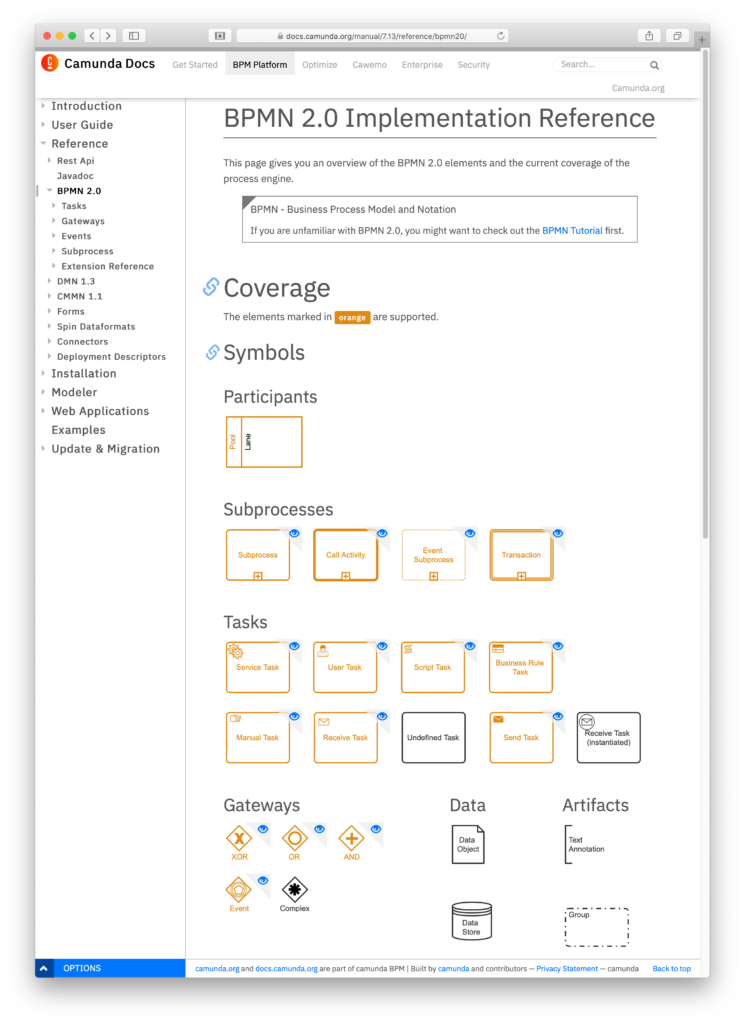 docs.camunda.org/manual/7.13/reference/bpmn20/
Camunda Docs
Get Started
BPM Platform
Optimize
Cawemo
Enterprise
Security
Search...
Camunda.org
Introduction
User Guide
Reference
Rest Api
Javadoc
BPMN 2.0
Tasks
Gateways
Events
Subprocess
Extension Reference
DMN 1.3
CMMN 1.1
Forms
Spin Dataformats
Connectors
Deployment Descriptors
Installation
Modeler
Web Applications
Examples
Update & Migration
OPTIONS
BPMN 2.0 Implementation Reference
This page gives you an overview of the BPMN 2.0 elements and the current coverage of the
process engine.
BPMN - Business Process Model and Notation
If you are unfamiliar with BPMN 2.0, you might want to check out the BPMN Tutorial first.
Coverage
The elements marked in orange are supported.
Symbols
Participants
Pool
Lane
Subprocesses
Subprocess
Call Activity
Event
Subprocess
Transaction
Tasks
Service Task
User Task
Script Task
Business Rule
Task
Manual Task
Receive Task
Undefined Task
Send Task
Receive Task
(instantiated)
Gateways
XOR
OR
AND
Event
Complex
Data
Data
Object
Data
Store
Artifacts
Text
Annotation
Group
camunda.org and docs.camunda.org are part of camunda BPM | Built by camunda and contributors — Privacy Statement — camunda
Back to top